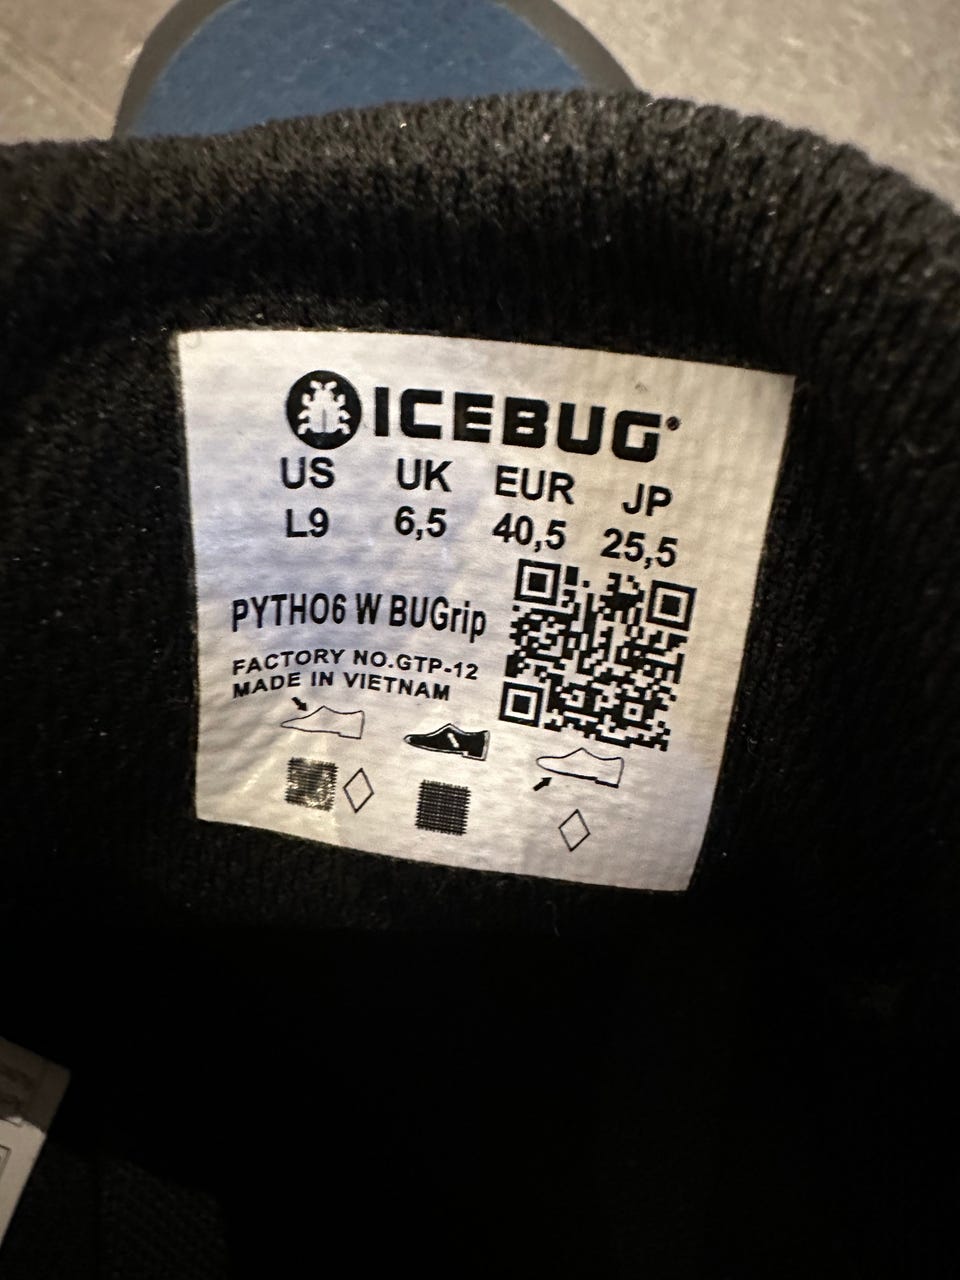 ICEBUG®
US UK EUR JP
L9 6,5 40,5 25,5
PYTHO6 W BUGrip
FACTORY NO.GTP-12
MADE IN VIETNAM